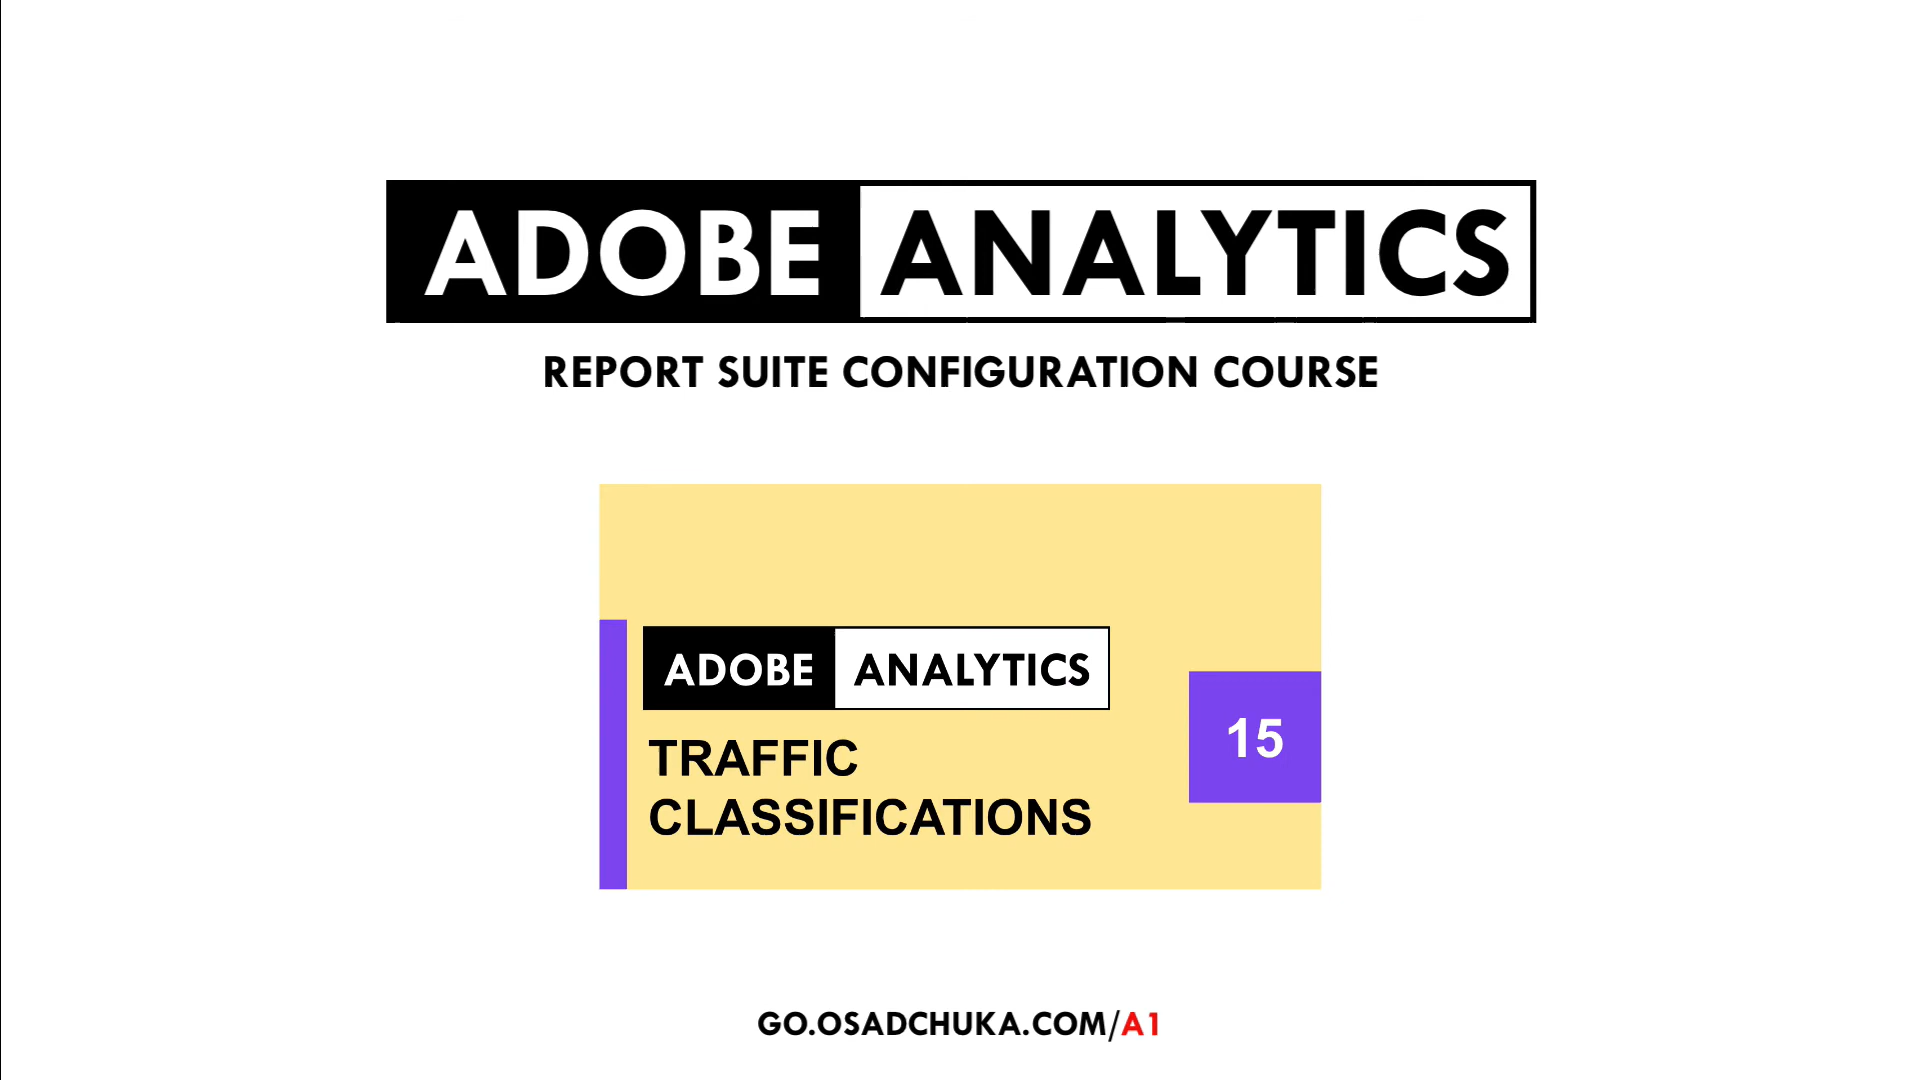 ADOBE ANALYTICS
REPORT SUITE CONFIGURATION COURSE
ADOBE ANALYTICS
TRAFFIC
CLASSIFICATIONS
15
GO.OSADCHUKA.COM/A1